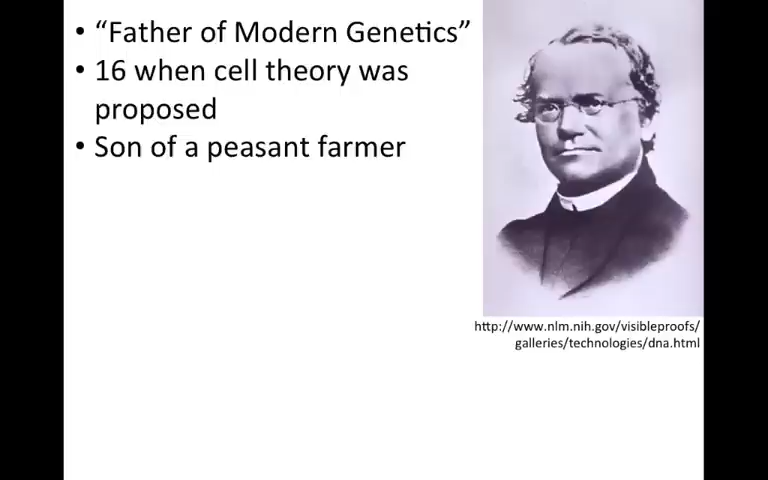 • “Father of Modern Genetics”
• 16 when cell theory was
proposed
• Son of a peasant farmer
http://www.nlm.nih.gov/visibleproofs/
galleries/technologies/dna.html